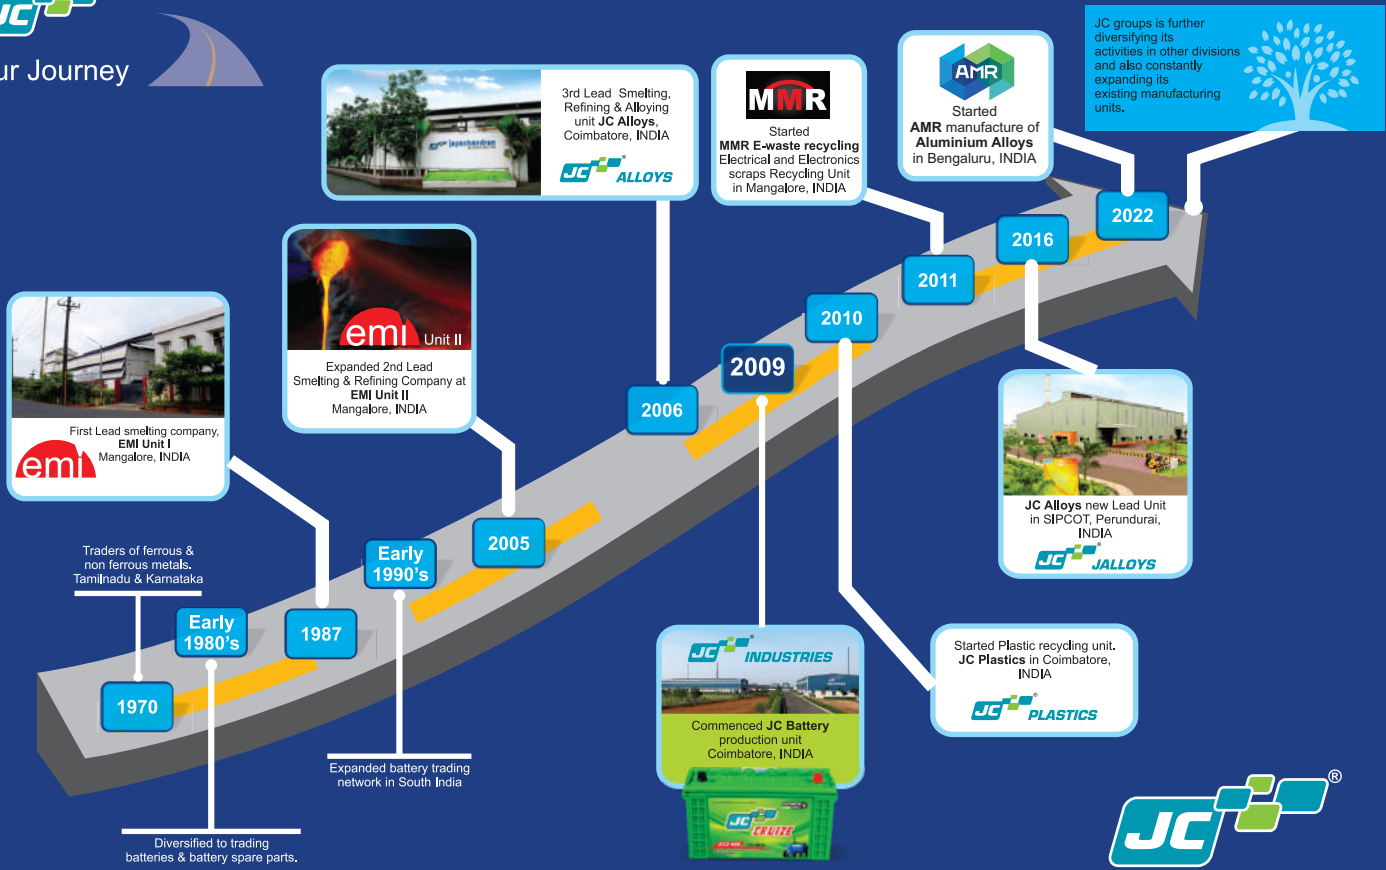 JC
ur Journey
JC groups is further
diversifying its
activities in other divisions
and also constantly
expanding its
existing manufacturing
units.
AMR
Started
AMR manufacture of
Aluminium Alloys
in Bengaluru, INDIA
MMR
Started
MMR E-waste recycling
Electrical and Electronics
scraps Recycling Unit
in Mangalore, INDIA
jayachandran
3rd Lead Smelting,
Refining & Alloying
unit JC Alloys,
Coimbatore, INDIA
JC ® ALLOYS
emi Unit II
Expanded 2nd Lead
Smelting & Refining Company at
EMI Unit II
Mangalore, INDIA
First Lead smelting company,
EMI Unit I
Mangalore, INDIA
emi
2022
2016
2011
2010
2009
2006
2005
Early
1990's
1987
Early
1980's
1970
Traders of ferrous &
non ferrous metals.
Tamilnadu & Karnataka
Diversified to trading
batteries & battery spare parts.
Expanded battery trading
network in South India
JC ® INDUSTRIES
Commenced JC Battery
production unit
Coimbatore, INDIA
JC
CRUIZE
Started Plastic recycling unit.
JC Plastics in Coimbatore,
INDIA
JC ® PLASTICS
JC Alloys new Lead Unit
in SIPCOT, Perundurai,
INDIA
JC ® JALLOYS
JC ®